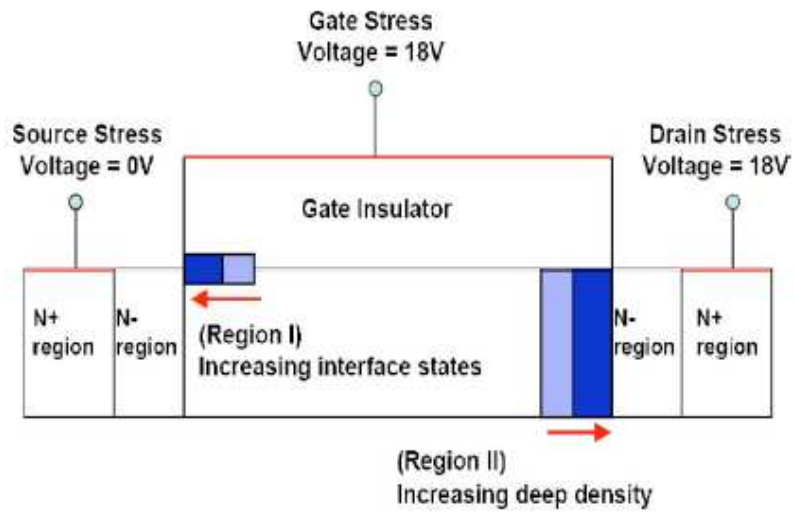 Gate Stress
Voltage = 18V
Source Stress
Voltage = 0V
Drain Stress
Voltage = 18V
Gate Insulator
N+
region
N-
region
(Region I)
Increasing interface states
N-
region
N+
region
(Region II)
Increasing deep density